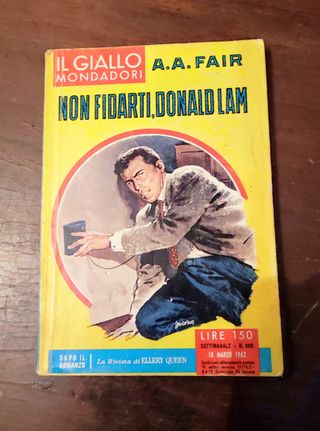 IL GIALLO
MONDADORI
A.A. FAIR
NON FIDARTI, DONALD LAM
LIRE 150
SETTIMANALE - N.
18 MARZO 1962
DOPO IL
ROMANZO
La Rivista di ELLERY QUEEN